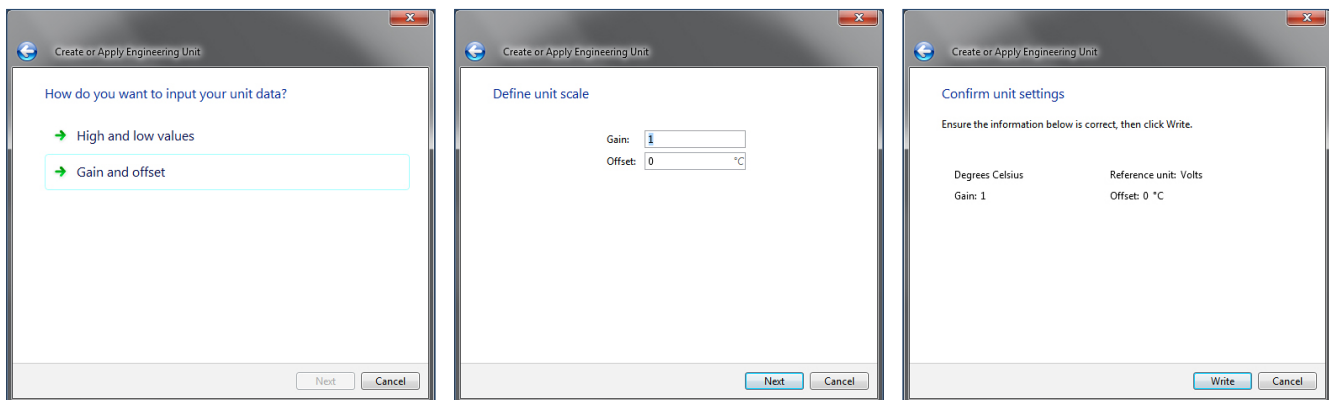 Create or Apply Engineering Unit
How do you want to input your unit data?
High and low values
Gain and offset
Next Cancel
Create or Apply Engineering Unit
Define unit scale
Gain: 1
Offset: 0 °C
Next Cancel
Create or Apply Engineering Unit
Confirm unit settings
Ensure the information below is correct, then click Write.
Degrees Celsius Reference unit: Volts
Gain: 1 Offset: 0 °C
Write Cancel